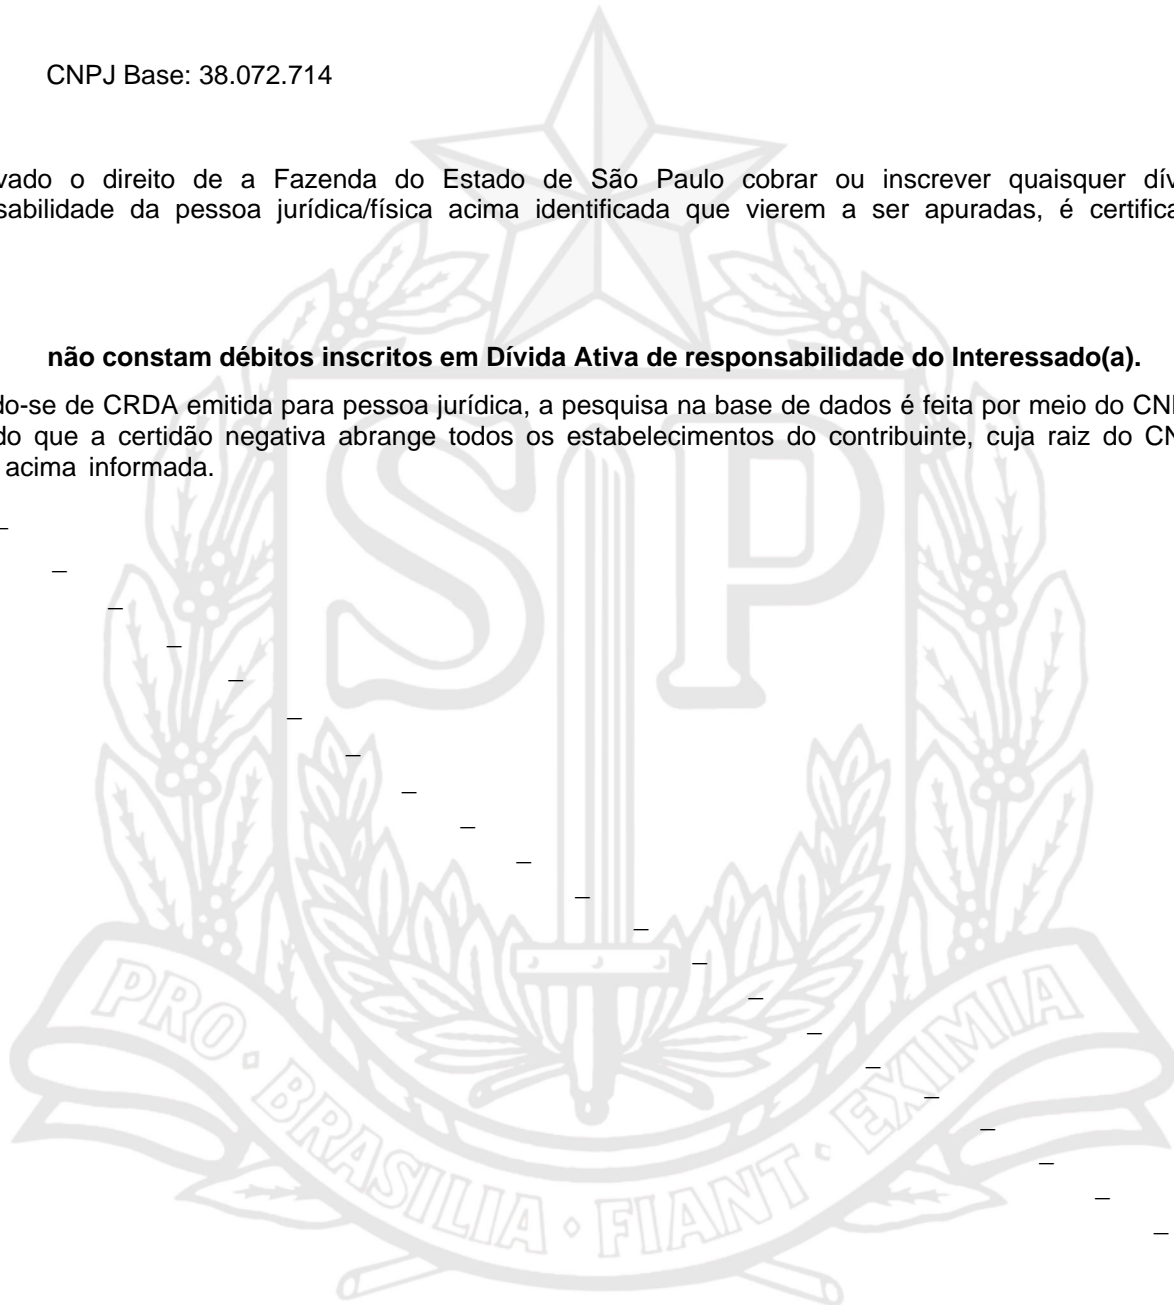 CNPJ Base: 38.072.714
vado o direito de a Fazenda do Estado de São Paulo cobrar ou inscrever quaisquer dív
sabilidade da pessoa jurídica/física acima identificada que vierem a ser apuradas, é certifica
não constam débitos inscritos em Dívida Ativa de responsabilidade do Interessado(a).
do-se de CRDA emitida para pessoa jurídica, a pesquisa na base de dados é feita por meio do CN
do que a certidão negativa abrange todos os estabelecimentos do contribuinte, cuja raiz do CN
acima informada.
SP
PRO · BRASILIA · FIANT · EXIMIA